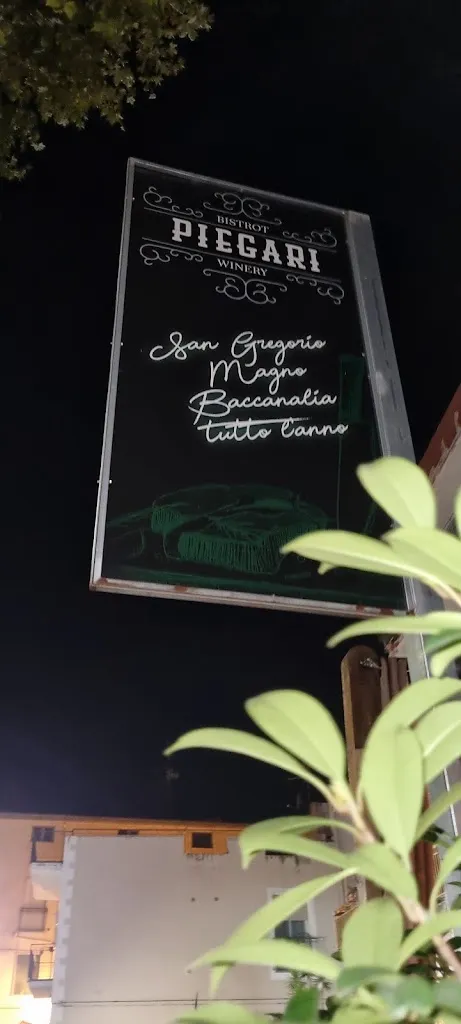 BISTROT
PIEGARI
WINERY
San Gregorio
Magno
Baccanalia
tutto l'anno